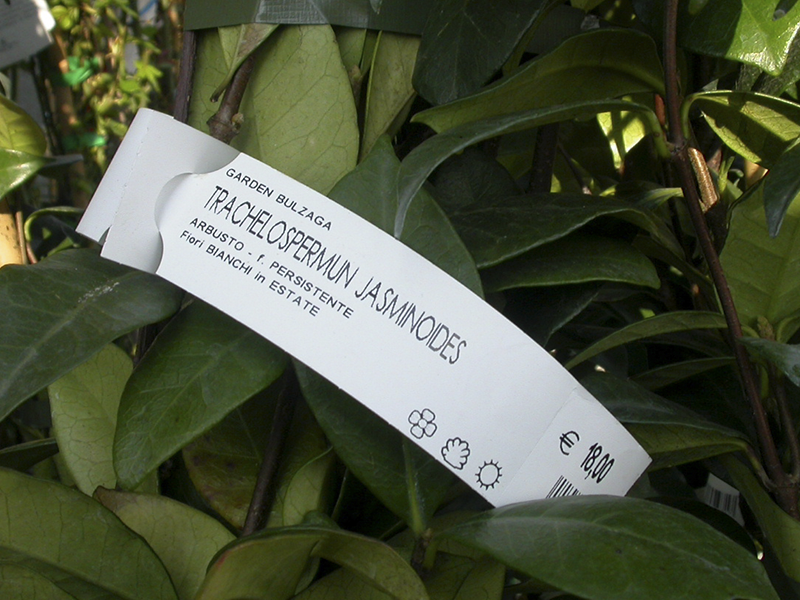 GARDEN BULZAGA
TRACHELOSPERMUN JASMINOIDES
ARBUSTO - f. PERSISTENTE
Fiori BIANCHI in ESTATE
€ 18,00